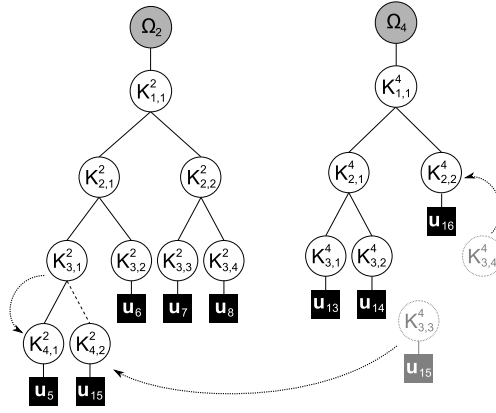 Ω₂ Ω₄
K²₁,₁ K⁴₁,₁
K²₂,₁ K²₂,₂ K⁴₂,₁ K⁴₂,₂
u₁₆
K²₃,₁ K²₃,₂ K²₃,₃ K²₃,₄ K⁴₃,₁ K⁴₃,₂ K⁴₃,₄
u₆ u₇ u₈ u₁₃ u₁₄
K⁴₃,₃
K²₄,₁ K²₄,₂
u₁₅
u₅ u₁₅